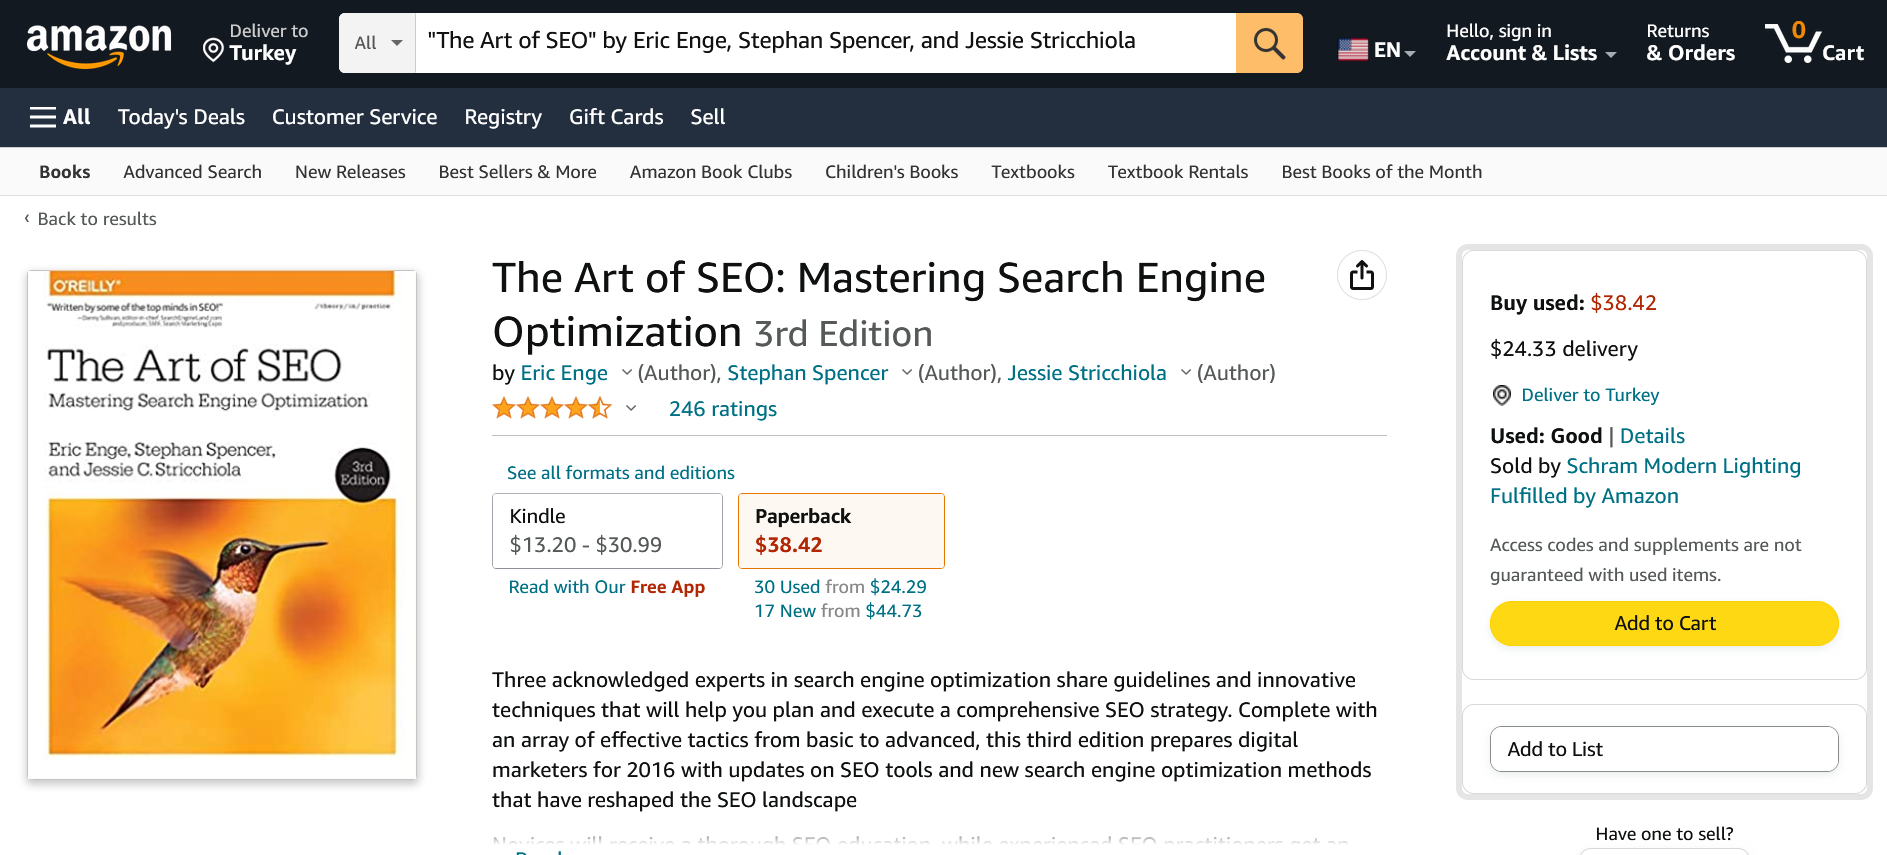 amazon
Deliver to
Turkey
All
"The Art of SEO" by Eric Enge, Stephan Spencer, and Jessie Stricchiola
EN
Hello, sign in
Account & Lists
Returns
& Orders
0
Cart
All Today's Deals Customer Service Registry Gift Cards Sell
Books Advanced Search New Releases Best Sellers & More Amazon Book Clubs Children's Books Textbooks Textbook Rentals Best Books of the Month
‹ Back to results
O'REILLY®
"Written by some of the top minds in SEO!"
/theory/in/practice
The Art of SEO
Mastering Search Engine Optimization
Eric Enge, Stephan Spencer,
and Jessie C. Stricchiola
3rd
Edition
The Art of SEO: Mastering Search Engine
Optimization 3rd Edition
by Eric Enge (Author), Stephan Spencer (Author), Jessie Stricchiola (Author)
246 ratings
See all formats and editions
Kindle
$13.20 - $30.99
Read with Our Free App
Paperback
$38.42
30 Used from $24.29
17 New from $44.73
Three acknowledged experts in search engine optimization share guidelines and innovative
techniques that will help you plan and execute a comprehensive SEO strategy. Complete with
an array of effective tactics from basic to advanced, this third edition prepares digital
marketers for 2016 with updates on SEO tools and new search engine optimization methods
that have reshaped the SEO landscape
Novices will receive a thorough SEO education, while experienced SEO practitioners get an
Buy used: $38.42
$24.33 delivery
Deliver to Turkey
Used: Good | Details
Sold by Schram Modern Lighting
Fulfilled by Amazon
Access codes and supplements are not
guaranteed with used items.
Add to Cart
Add to List
Have one to sell?